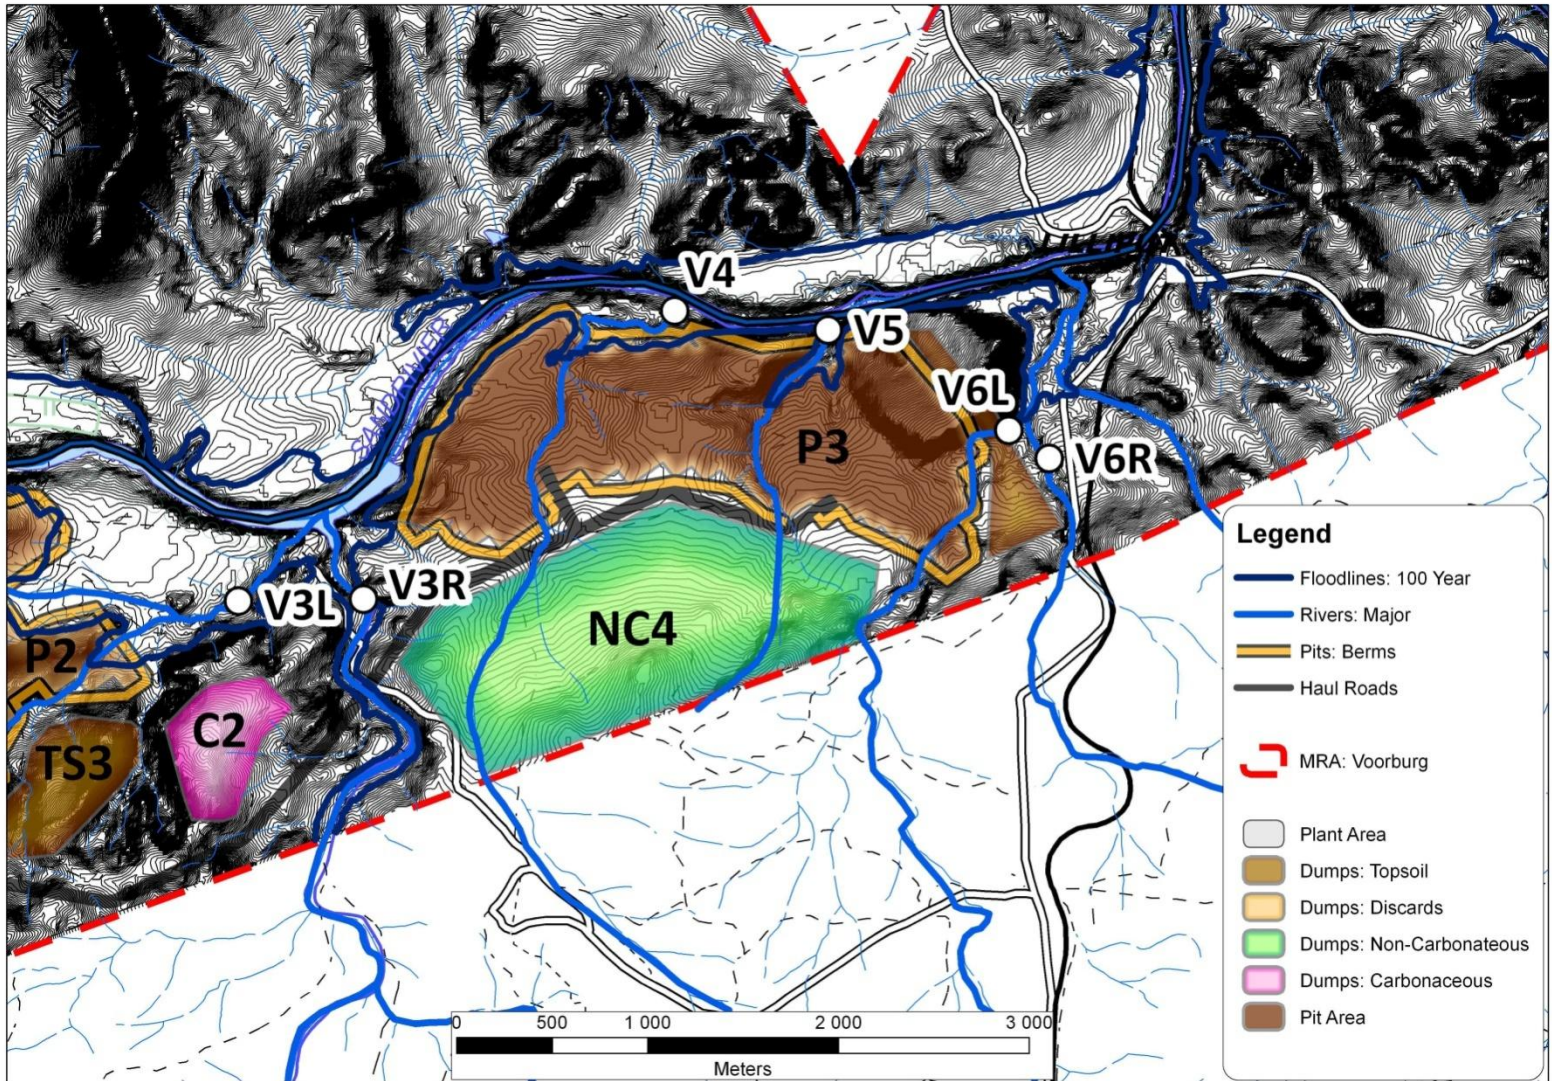 V4
V5
SANDRIVIER
V6L
P3
V6R
V3R
V3L
NC4
P2
C2
TS3
Legend
Floodlines: 100 Year
Rivers: Major
Pits: Berms
Haul Roads
MRA: Voorburg
Plant Area
Dumps: Topsoil
Dumps: Discards
Dumps: Non-Carbonateous
Dumps: Carbonaceous
Pit Area
0 500 1 000 2 000 3 000
Meters